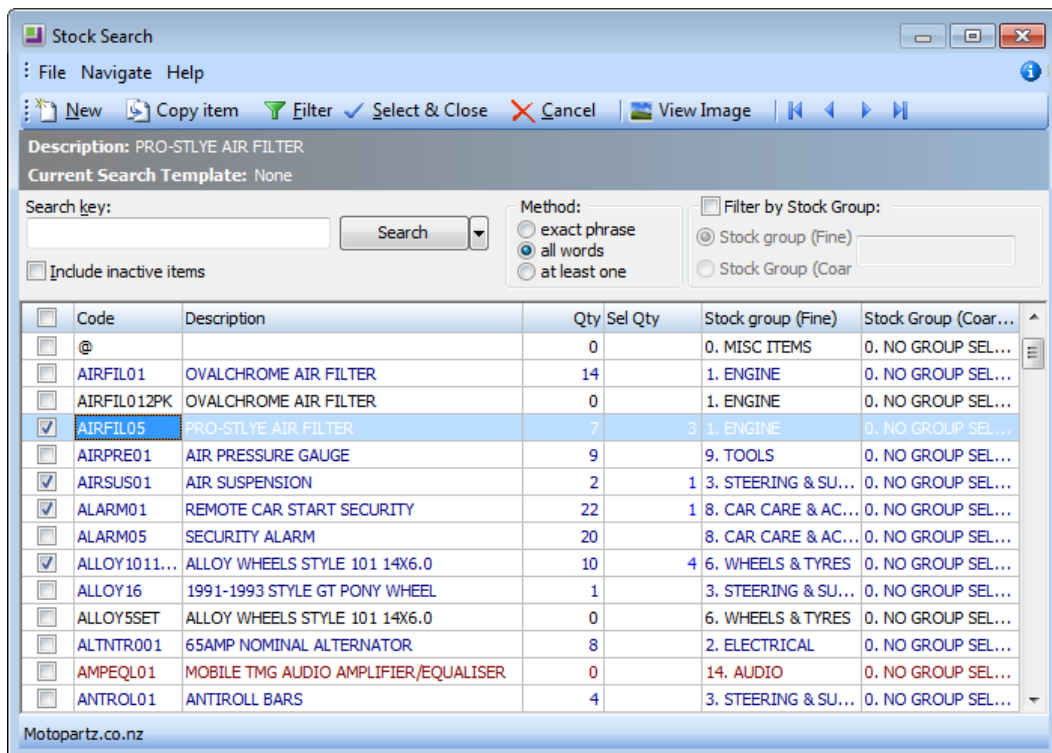 Stock Search
File Navigate Help
New Copy item Filter Select & Close Cancel View Image
Description: PRO-STLYE AIR FILTER
Current Search Template: None
Search key: Method: Filter by Stock Group:
Search exact phrase Stock group (Fine)
all words
Include inactive items at least one Stock Group (Coar
Code Description Qty Sel Qty Stock group (Fine) Stock Group (Coar...
@ 0 0. MISC ITEMS 0. NO GROUP SEL...
AIRFIL01 OVALCHROME AIR FILTER 14 1. ENGINE 0. NO GROUP SEL...
AIRFIL012PK OVALCHROME AIR FILTER 0 1. ENGINE 0. NO GROUP SEL...
AIRFIL05 PRO-STLYE AIR FILTER 7 3 1. ENGINE 0. NO GROUP SEL...
AIRPRE01 AIR PRESSURE GAUGE 9 9. TOOLS 0. NO GROUP SEL...
AIRSUS01 AIR SUSPENSION 2 1 3. STEERING & SU... 0. NO GROUP SEL...
ALARM01 REMOTE CAR START SECURITY 22 1 8. CAR CARE & AC... 0. NO GROUP SEL...
ALARM05 SECURITY ALARM 20 8. CAR CARE & AC... 0. NO GROUP SEL...
ALLOY1011... ALLOY WHEELS STYLE 101 14X6.0 10 4 6. WHEELS & TYRES 0. NO GROUP SEL...
ALLOY16 1991-1993 STYLE GT PONY WHEEL 1 3. STEERING & SU... 0. NO GROUP SEL...
ALLOY5SET ALLOY WHEELS STYLE 101 14X6.0 0 6. WHEELS & TYRES 0. NO GROUP SEL...
ALTNTR001 65AMP NOMINAL ALTERNATOR 8 2. ELECTRICAL 0. NO GROUP SEL...
AMPEQL01 MOBILE TMG AUDIO AMPLIFIER/EQUALISER 0 14. AUDIO 0. NO GROUP SEL...
ANTROL01 ANTIROLL BARS 4 3. STEERING & SU... 0. NO GROUP SEL...
Motopartz.co.nz